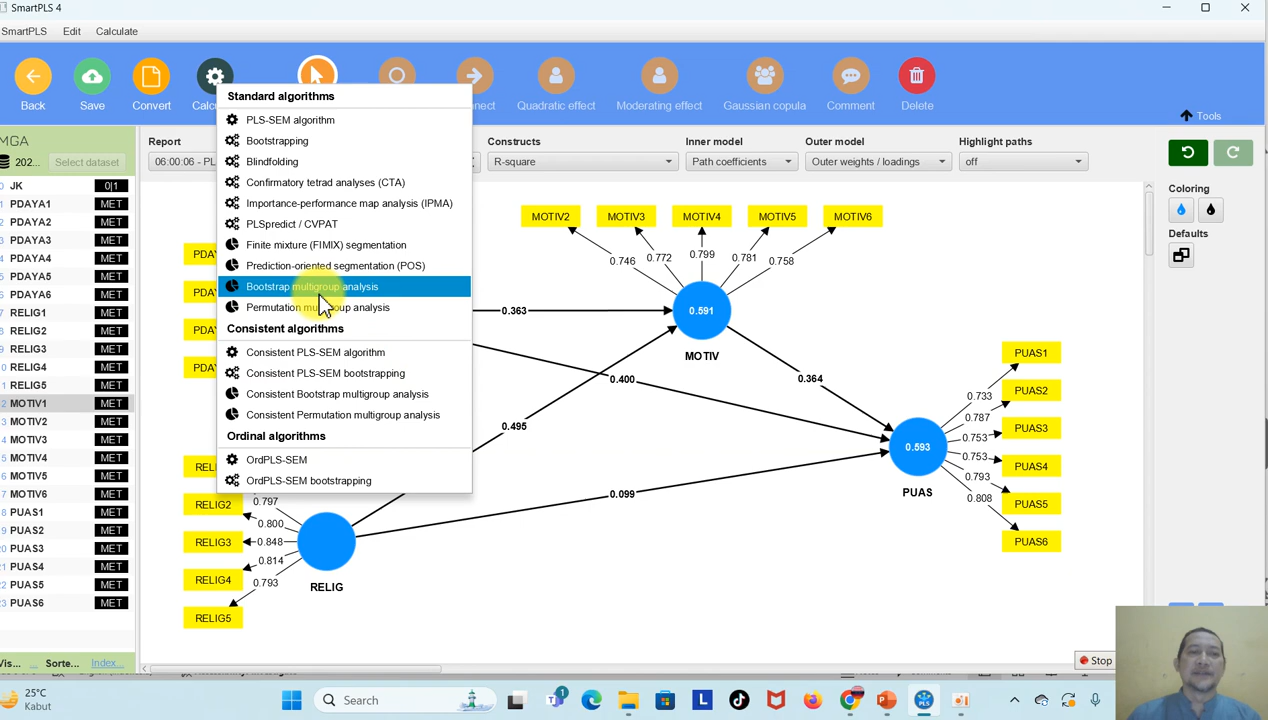 SmartPLS 4
SmartPLS Edit Calculate
Back Save Convert Quadratic effect Moderating effect Gaussian copula Comment Delete
Tools
MGA
202...
Select dataset
JK 0|1
PDAYA1 MET
PDAYA2 MET
PDAYA3 MET
PDAYA4 MET
PDAYA5 MET
PDAYA6 MET
RELIG1 MET
RELIG2 MET
RELIG3 MET
RELIG4 MET
RELIG5 MET
MOTIV1 MET
MOTIV2 MET
MOTIV3 MET
MOTIV4 MET
MOTIV5 MET
MOTIV6 MET
PUAS1 MET
PUAS2 MET
PUAS3 MET
PUAS4 MET
PUAS5 MET
PUAS6 MET
Vis... ... Sorte... Index...
Standard algorithms
PLS-SEM algorithm
Bootstrapping
Blindfolding
Confirmatory tetrad analyses (CTA)
Importance-performance map analysis (IPMA)
PLSpredict / CVPAT
Finite mixture (FIMIX) segmentation
Prediction-oriented segmentation (POS)
Bootstrap multigroup analysis
Permutation multigroup analysis
Consistent algorithms
Consistent PLS-SEM algorithm
Consistent PLS-SEM bootstrapping
Consistent Bootstrap multigroup analysis
Consistent Permutation multigroup analysis
Ordinal algorithms
OrdPLS-SEM
OrdPLS-SEM bootstrapping
Report Constructs Inner model Outer model Highlight paths
06:00:06 - PL R-square Path coefficients Outer weights / loadings off
Coloring
Defaults
MOTIV2 MOTIV3 MOTIV4 MOTIV5 MOTIV6
0.746 0.772 0.799 0.781 0.758
0.591
MOTIV
0.363
0.400
0.364
0.495
0.099
PUAS1
PUAS2
PUAS3
PUAS4
PUAS5
PUAS6
0.733
0.787
0.753
0.753
0.793
0.808
0.593
PUAS
RELIG2
RELIG3
RELIG4
RELIG5
0.797
0.800
0.848
0.814
0.793
RELIG
Stop
25°C
Kabut
Search
1